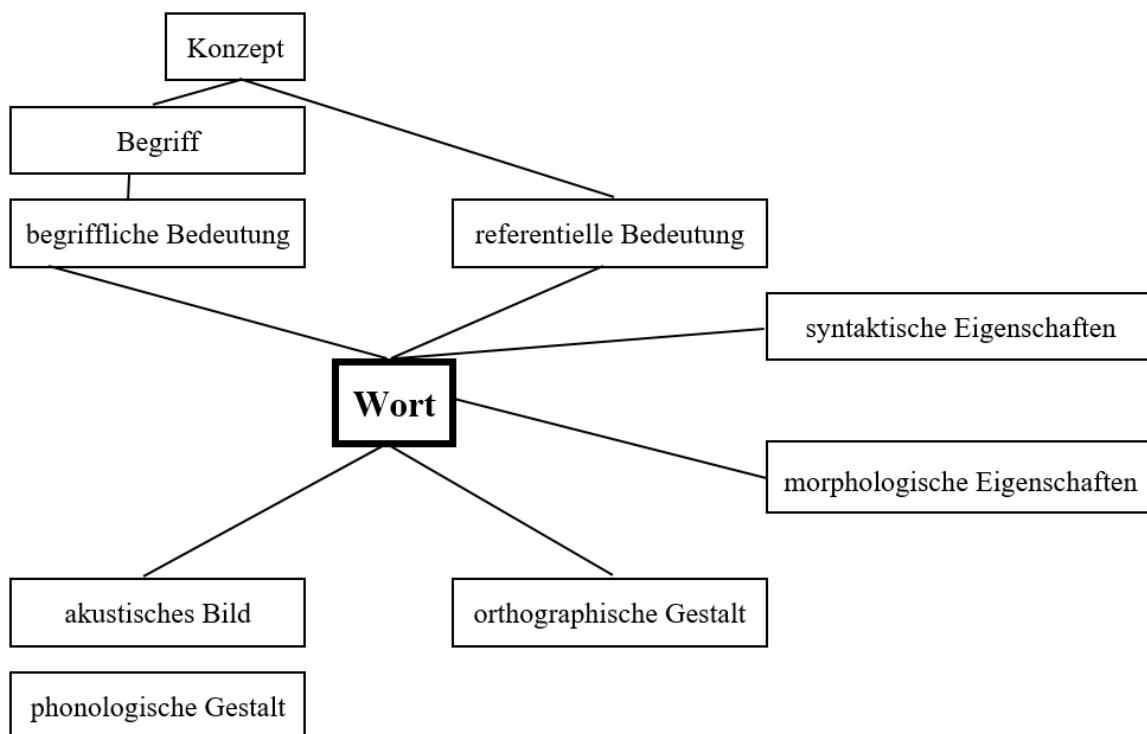 Konzept
Begriff
begriffliche Bedeutung
referentielle Bedeutung
syntaktische Eigenschaften
Wort
morphologische Eigenschaften
akustisches Bild
orthographische Gestalt
phonologische Gestalt